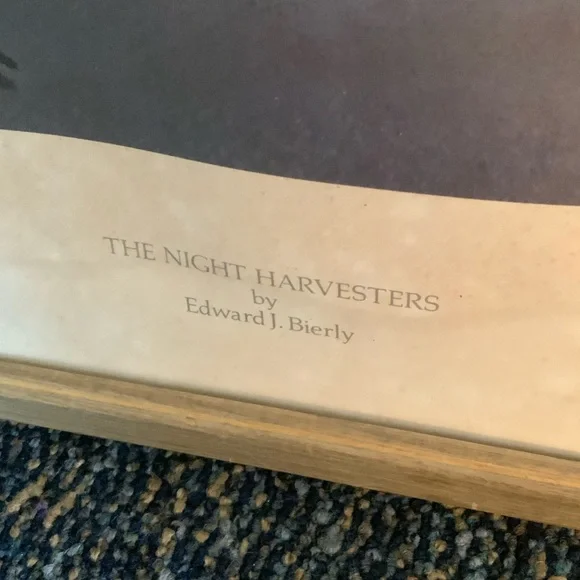 THE NIGHT HARVESTERS
by
Edward J. Bierly